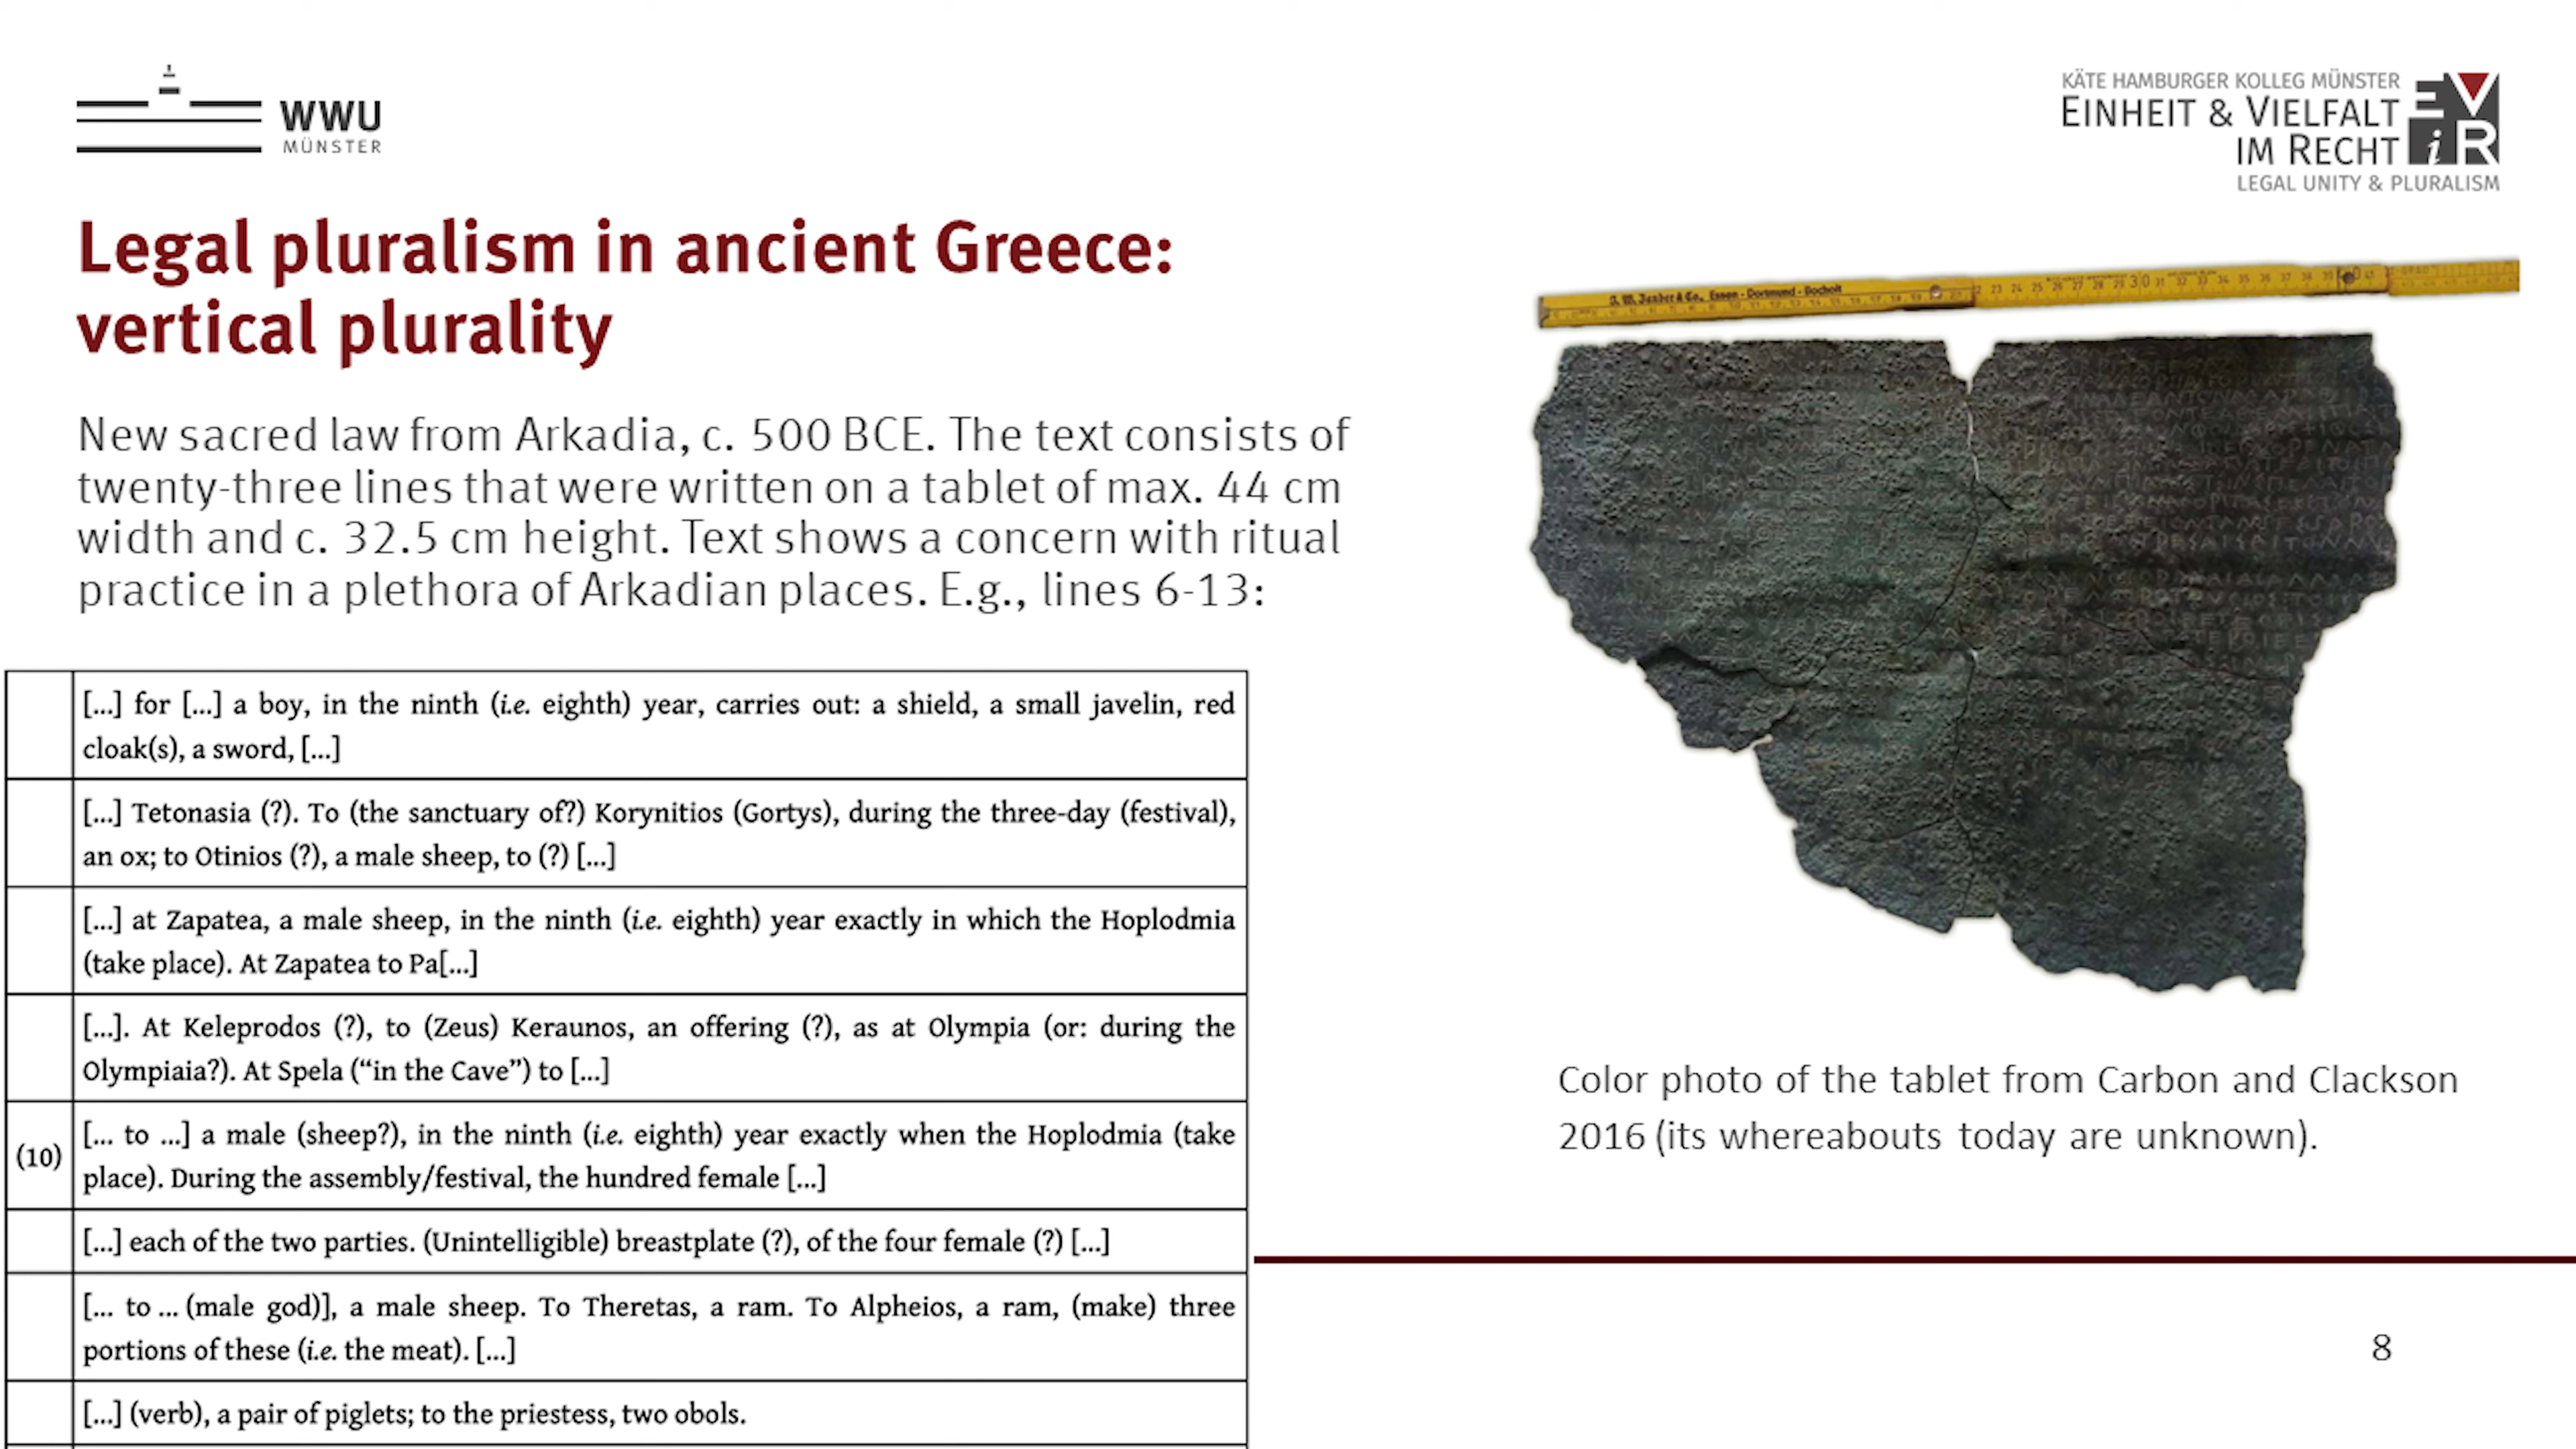 WWU
MÜNSTER
KÄTE HAMBURGER KOLLEG MÜNSTER
EINHEIT & VIELFALT
IM RECHT
EViR
LEGAL UNITY & PLURALISM
Legal pluralism in ancient Greece:
vertical plurality
New sacred law from Arkadia, c. 500 BCE. The text consists of
twenty-three lines that were written on a tablet of max. 44 cm
width and c. 32.5 cm height. Text shows a concern with ritual
practice in a plethora of Arkadian places. E.g., lines 6-13:
[...] for [...] a boy, in the ninth (i.e. eighth) year, carries out: a shield, a small javelin, red
cloak(s), a sword, [...]
[...] Tetonasia (?). To (the sanctuary of?) Korynitios (Gortys), during the three-day (festival),
an ox; to Otinios (?), a male sheep, to (?) [...]
[...] at Zapatea, a male sheep, in the ninth (i.e. eighth) year exactly in which the Hoplodmia
(take place). At Zapatea to Pa[...]
[...]. At Keleprodos (?), to (Zeus) Keraunos, an offering (?), as at Olympia (or: during the
Olympiaia?). At Spela (“in the Cave”) to [...]
(10) [... to ...] a male (sheep?), in the ninth (i.e. eighth) year exactly when the Hoplodmia (take
place). During the assembly/festival, the hundred female [...]
[...] each of the two parties. (Unintelligible) breastplate (?), of the four female (?) [...]
[... to ... (male god)], a male sheep. To Theretas, a ram. To Alpheios, a ram, (make) three
portions of these (i.e. the meat). [...]
[...] (verb), a pair of piglets; to the priestess, two obols.
Essen - Dortmund - Bocholt
Color photo of the tablet from Carbon and Clackson
2016 (its whereabouts today are unknown).
8